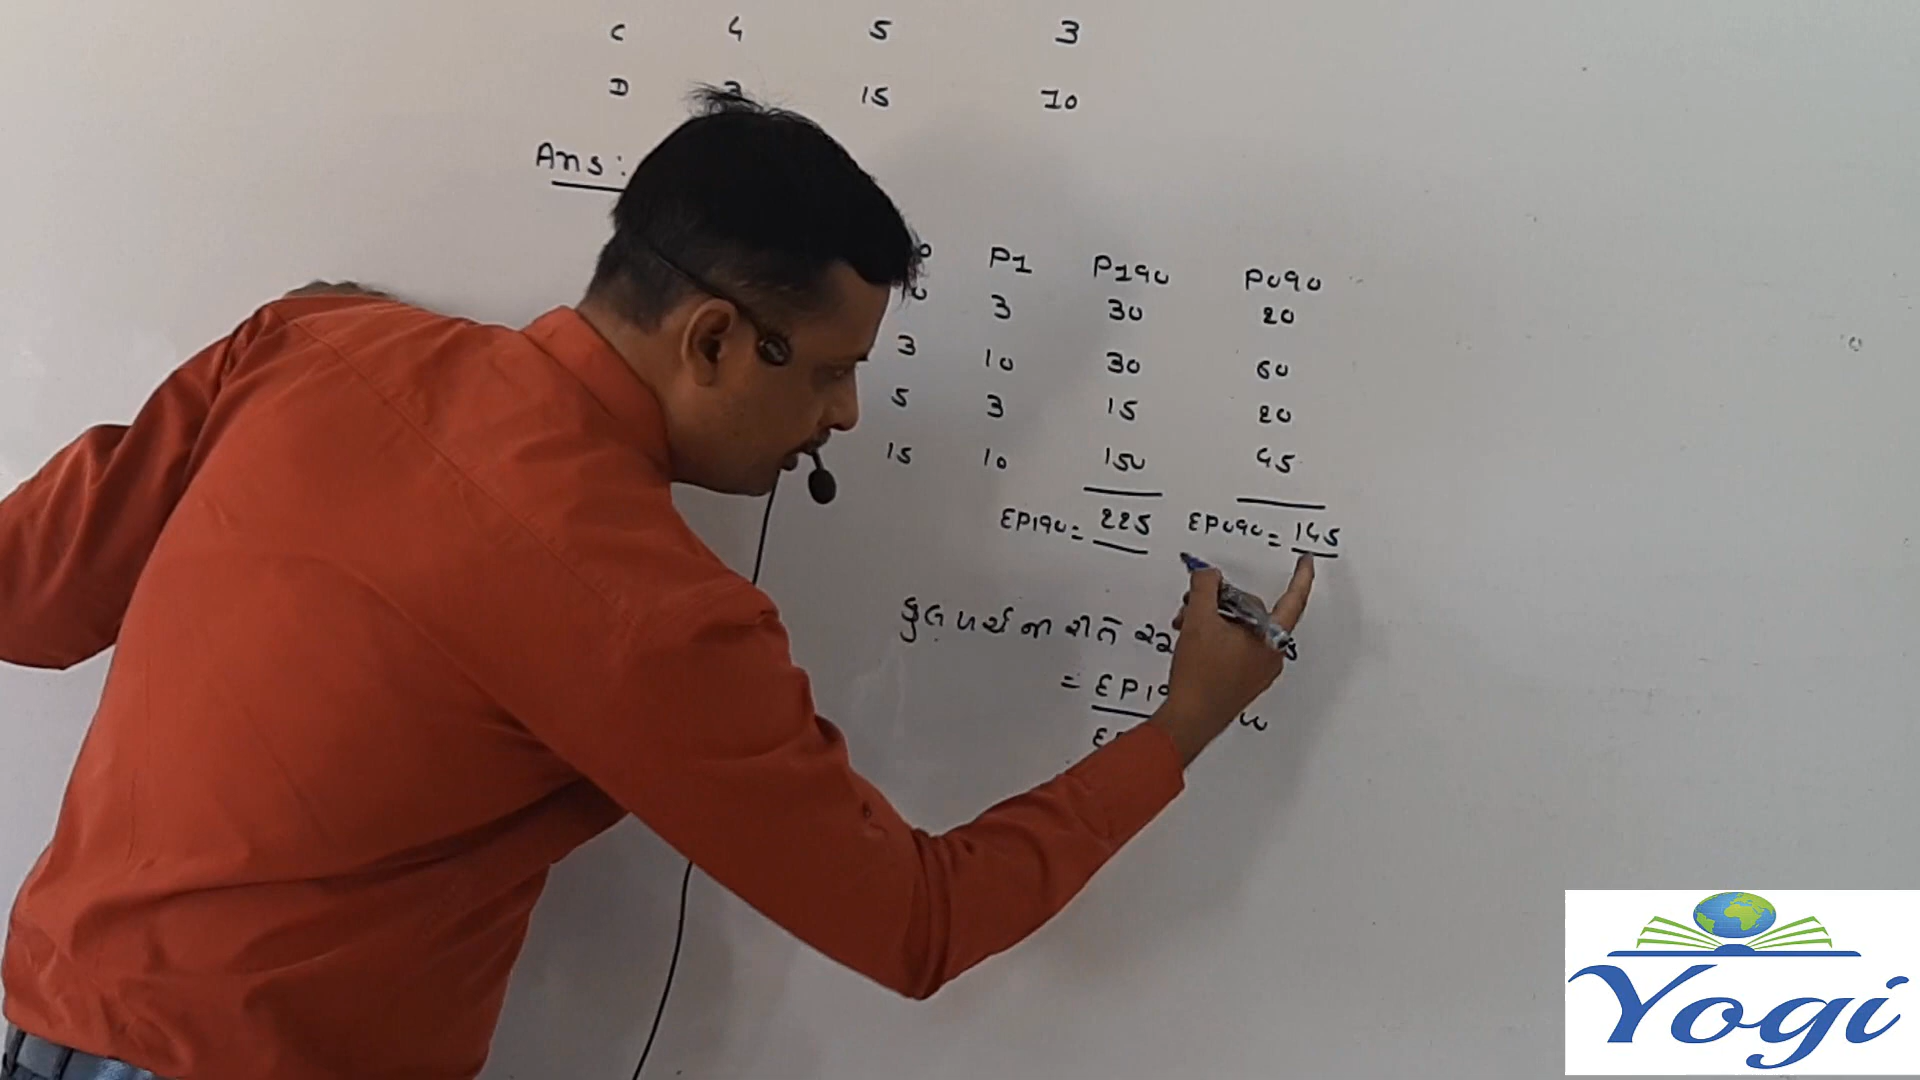 C 4 5 3
D 15 10
Ans:
P1 P1q0 P0q0
3 30 20
3 10 30 60
5 3 15 20
15 10 150 45
ΣP1q0 = 225 ΣP0q0 = 145
કુલ ખર્ચ ના રીતે
= ΣP1
Yogi